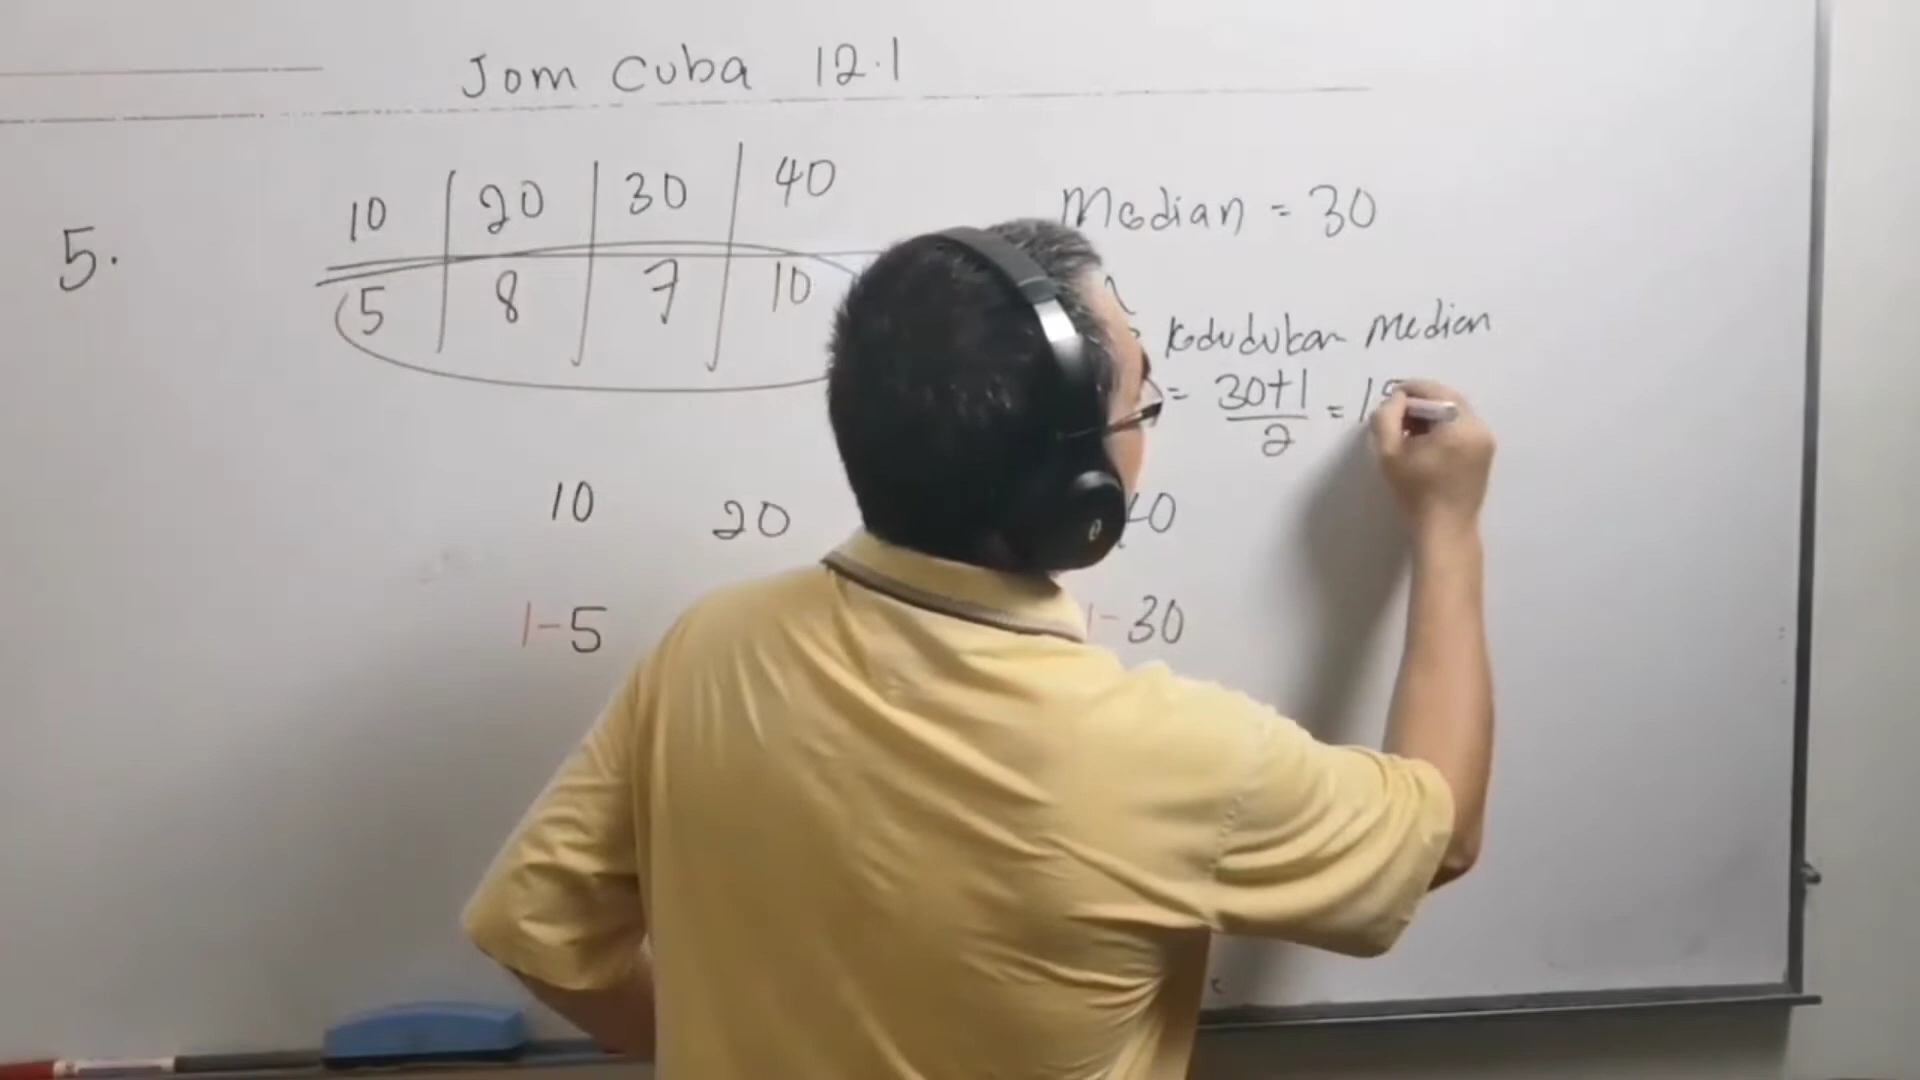 Jom Cuba 12.1
5.
10 20 30 40
5 8 7 10
Median = 30
Kedudukan Median
= 30+1 / 2 = 15
10 20 40
1-5 1-30